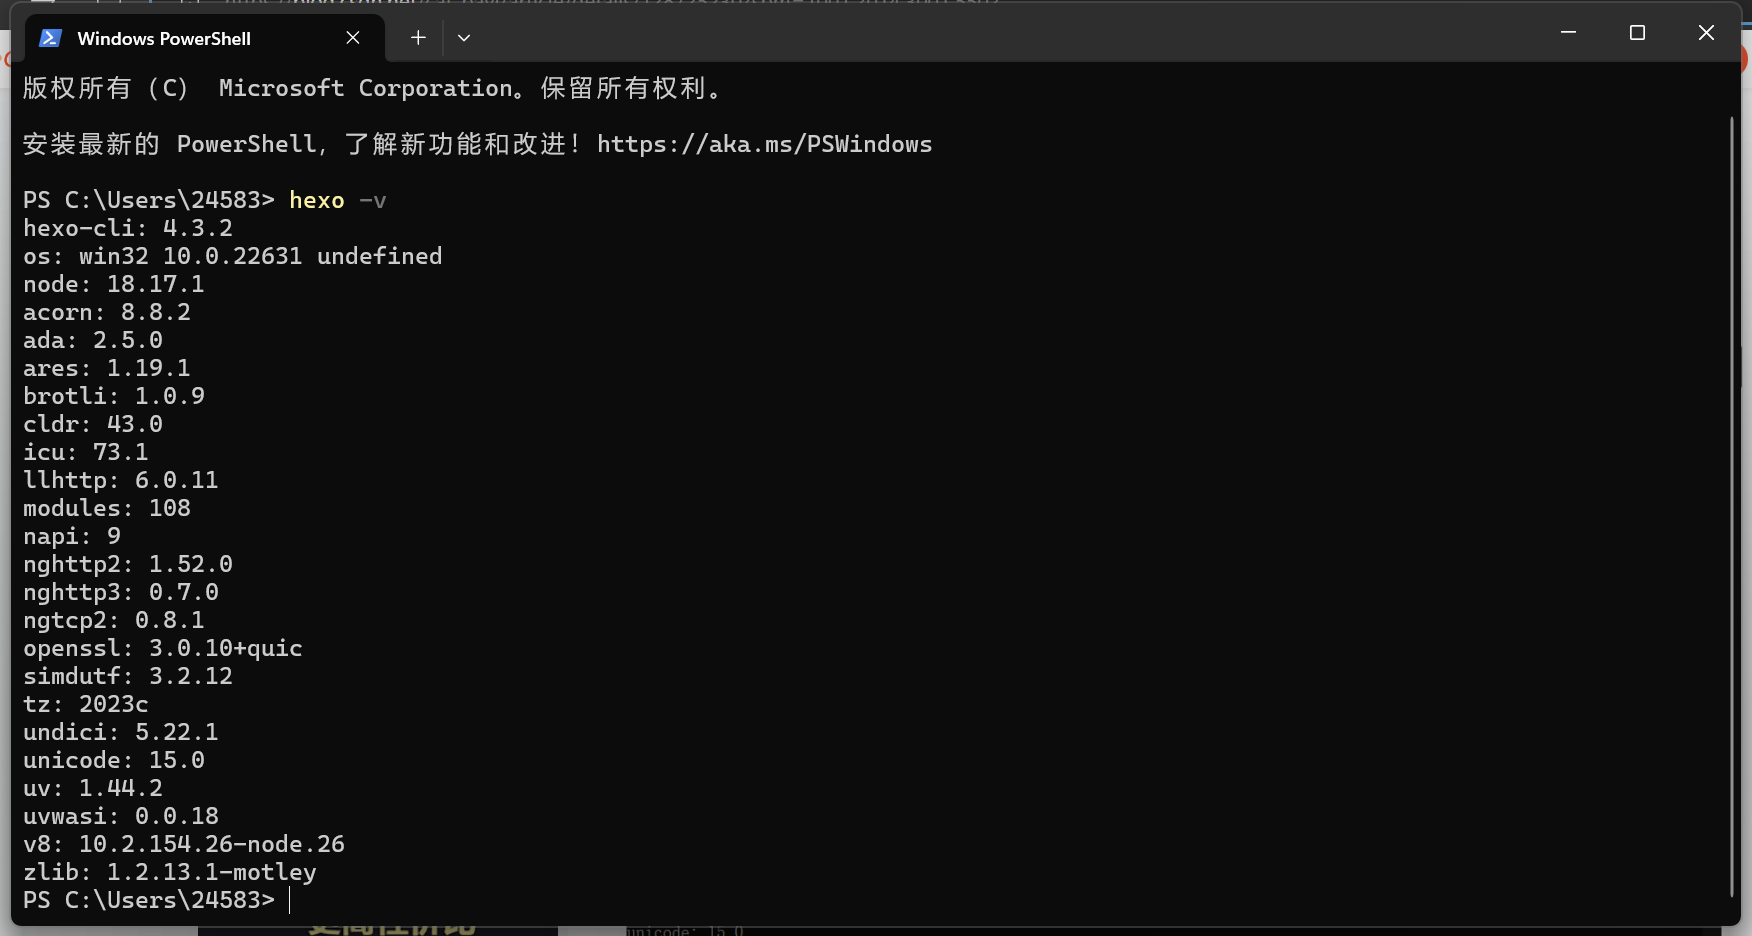 Windows PowerShell
版权所有（C） Microsoft Corporation。保留所有权利。
安装最新的 PowerShell，了解新功能和改进！https://aka.ms/PSWindows
PS C:\Users\24583> hexo -v
hexo-cli: 4.3.2
os: win32 10.0.22631 undefined
node: 18.17.1
acorn: 8.8.2
ada: 2.5.0
ares: 1.19.1
brotli: 1.0.9
cldr: 43.0
icu: 73.1
llhttp: 6.0.11
modules: 108
napi: 9
nghttp2: 1.52.0
nghttp3: 0.7.0
ngtcp2: 0.8.1
openssl: 3.0.10+quic
simdutf: 3.2.12
tz: 2023c
undici: 5.22.1
unicode: 15.0
uv: 1.44.2
uvwasi: 0.0.18
v8: 10.2.154.26-node.26
zlib: 1.2.13.1-motley
PS C:\Users\24583>
unicode: 15.0